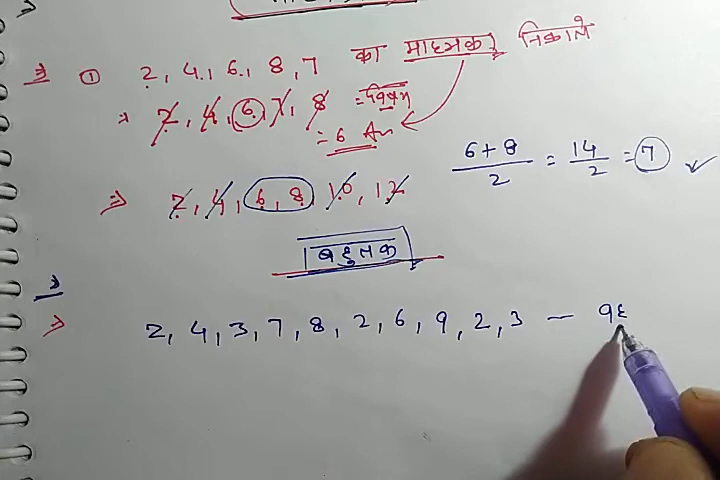 ⇒ ① 2, 4, 6, 8, 7 का माध्यक निकाले
⇒ 2, 4, 6, 7, 8 = विषम
= 6 An
⇒ 2, 4, 6, 8, 10, 12
6+8/2 = 14/2 = 7 ✓
बहुलक
⇒ 2, 4, 3, 7, 8, 2, 6, 9, 2, 3 —